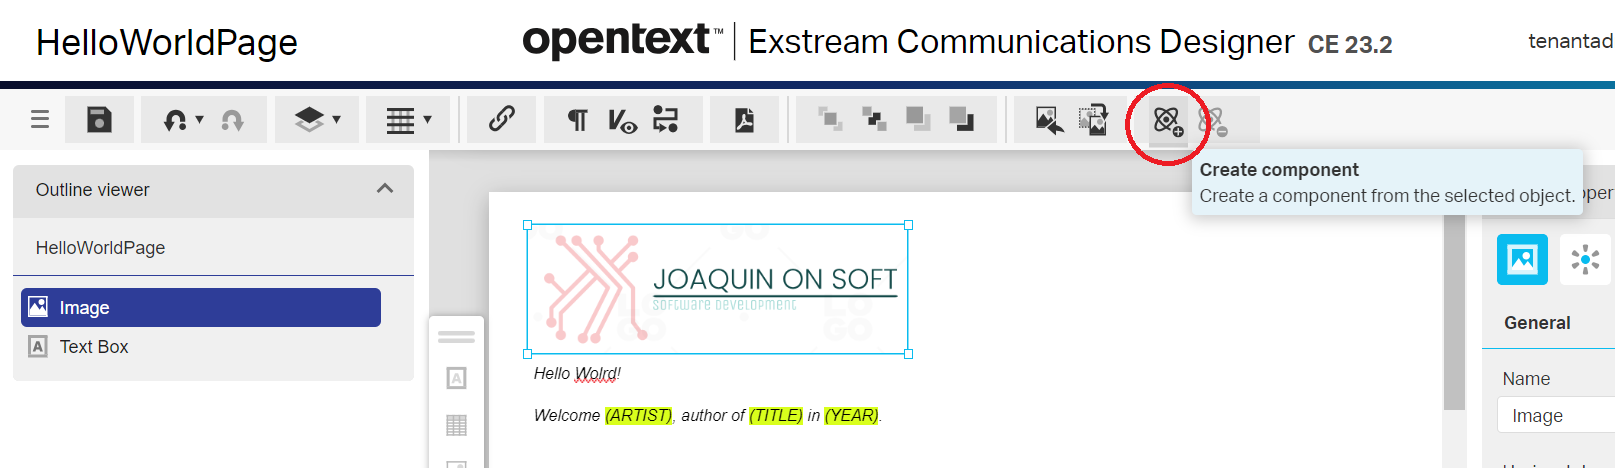 HelloWorldPage
opentext™ | Exstream Communications Designer CE 23.2
tenantad
Create component
Create a component from the selected object.
Outline viewer
HelloWorldPage
Image
Text Box
JOAQUIN ON SOFT
Software Development
LOGO
Hello Wolrd!
Welcome (ARTIST), author of (TITLE) in (YEAR).
General
Name
Image